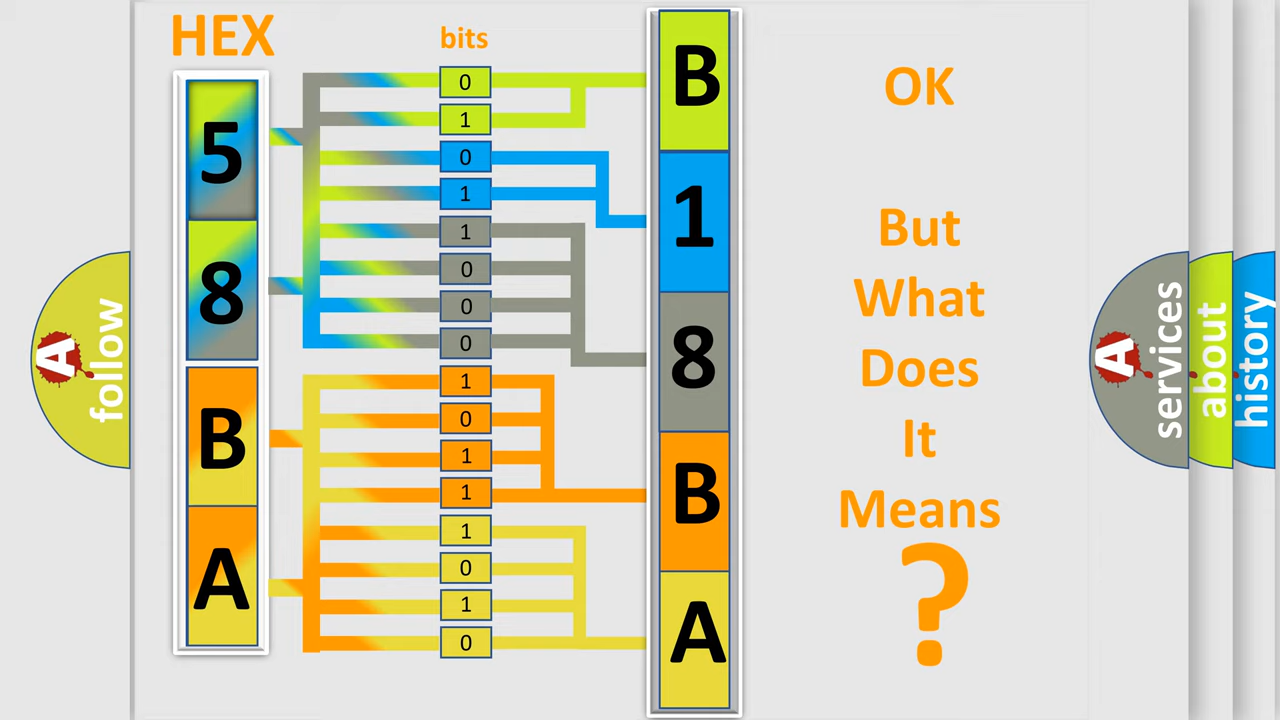 HEX
bits
5
8
B
A
0
1
0
1
1
0
0
0
1
0
1
1
1
0
1
0
B
1
8
B
A
OK
But
What
Does
It
Means
?
A
follow
A
services
about
history